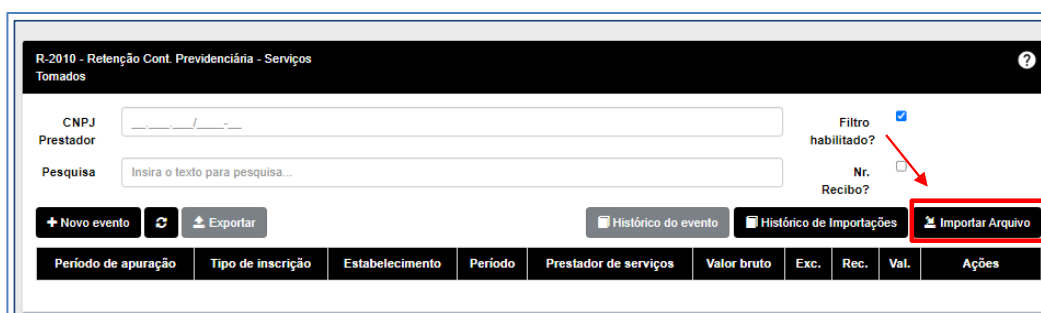 R-2010 - Retenção Cont. Previdenciária - Serviços
Tomados
?
CNPJ
Prestador
__.___.___/____-__
Filtro
habilitado?
Pesquisa
Insira o texto para pesquisa...
Nr.
Recibo?
+ Novo evento
Exportar
Histórico do evento
Histórico de Importações
Importar Arquivo
Período de apuração Tipo de inscrição Estabelecimento Período Prestador de serviços Valor bruto Exc. Rec. Val. Ações